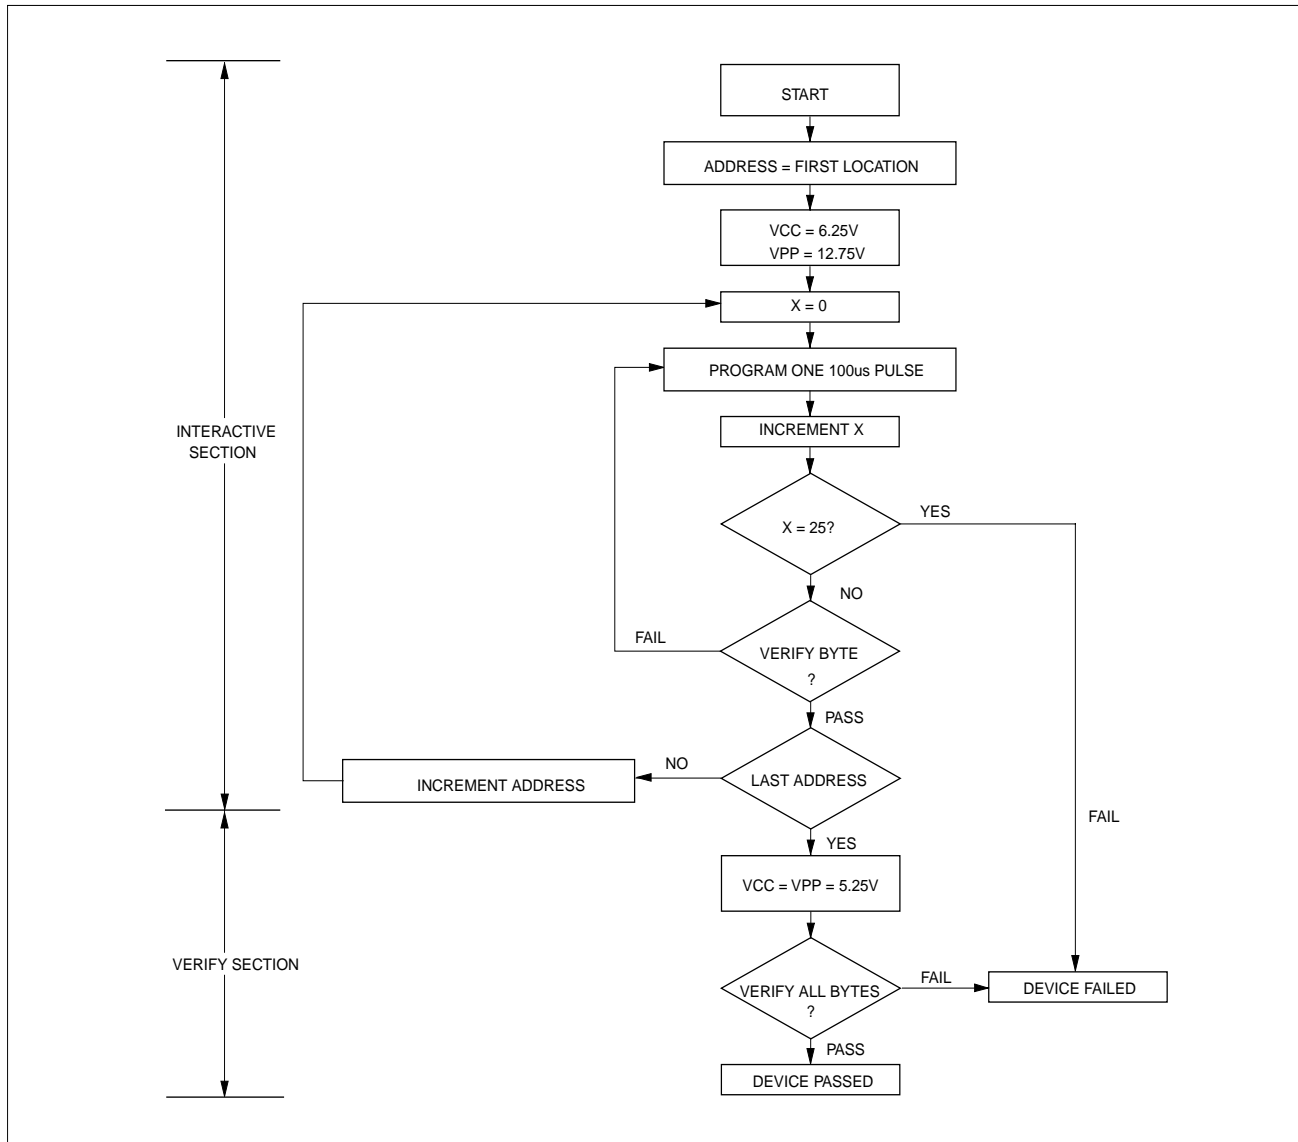 START
ADDRESS = FIRST LOCATION
VCC = 6.25V
VPP = 12.75V
X = 0
PROGRAM ONE 100us PULSE
INTERACTIVE
SECTION
INCREMENT X
X = 25?
YES
NO
FAIL
VERIFY BYTE
?
PASS
NO
LAST ADDRESS
INCREMENT ADDRESS
FAIL
YES
VCC = VPP = 5.25V
VERIFY SECTION
VERIFY ALL BYTES
?
FAIL
DEVICE FAILED
PASS
DEVICE PASSED